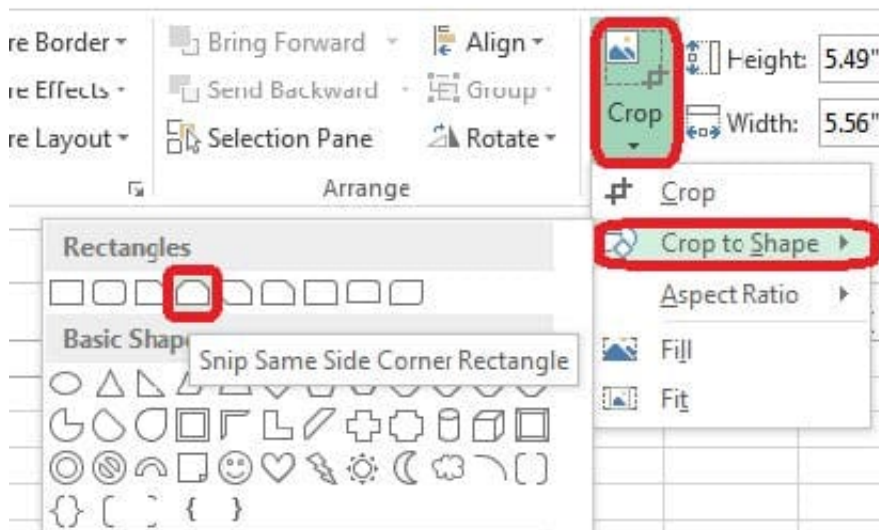 re Border
Bring Forward
Align
Crop
Height: 5.49"
re Effects
Send Backward
Group
Width: 5.56"
re Layout
Selection Pane
Rotate
Arrange
Crop
Crop to Shape
Aspect Ratio
Fill
Fit
Rectangles
Basic Shap
Snip Same Side Corner Rectangle